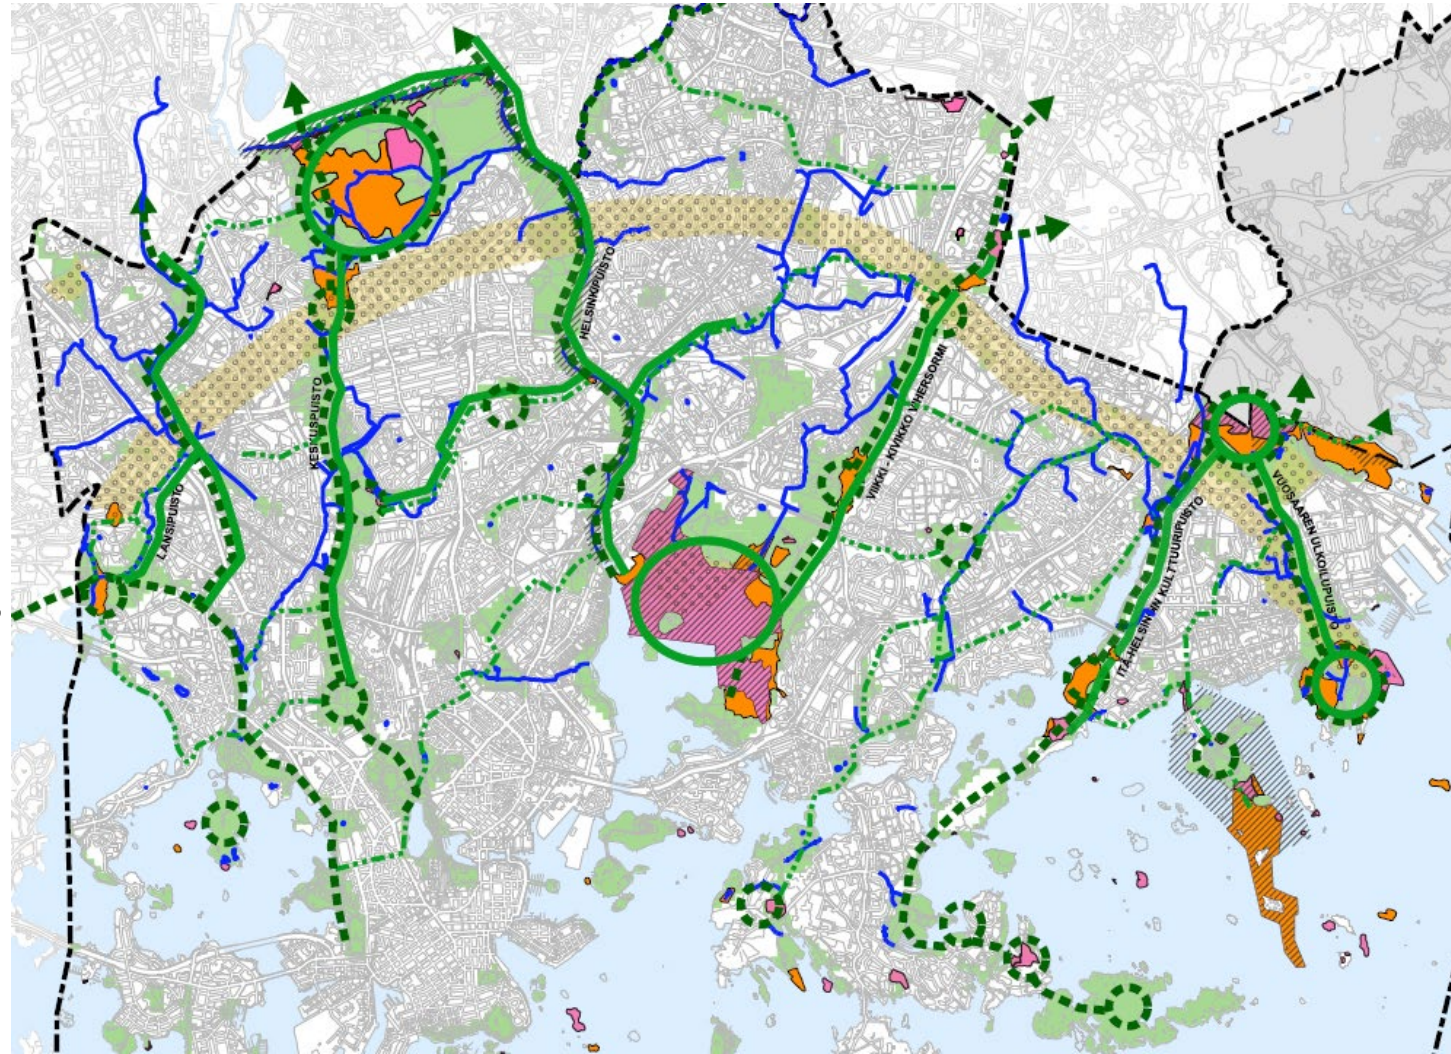 HELSINKIPUISTO
KESKUSPUISTO
VIIKKI - KIVIKKO VIHERSORMI
LÄNSIPUISTO
ITÄ-HELSINGIN KULTTUURIPUISTO
VUOSAAREN ULKOILUPUISTO